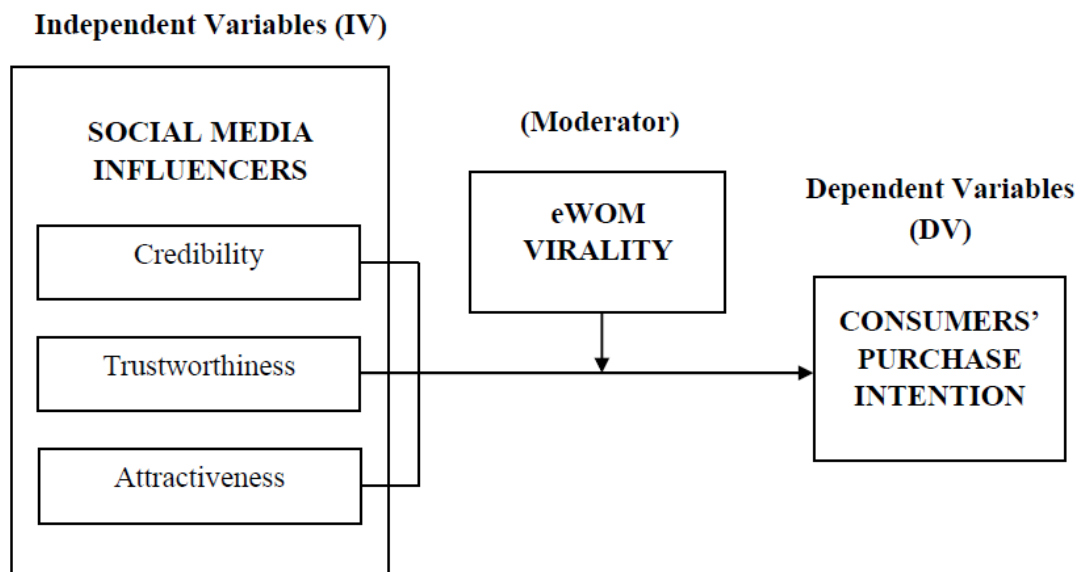 Independent Variables (IV)
SOCIAL MEDIA
INFLUENCERS
Credibility
Trustworthiness
Attractiveness
(Moderator)
eWOM
VIRALITY
Dependent Variables
(DV)
CONSUMERS’
PURCHASE
INTENTION